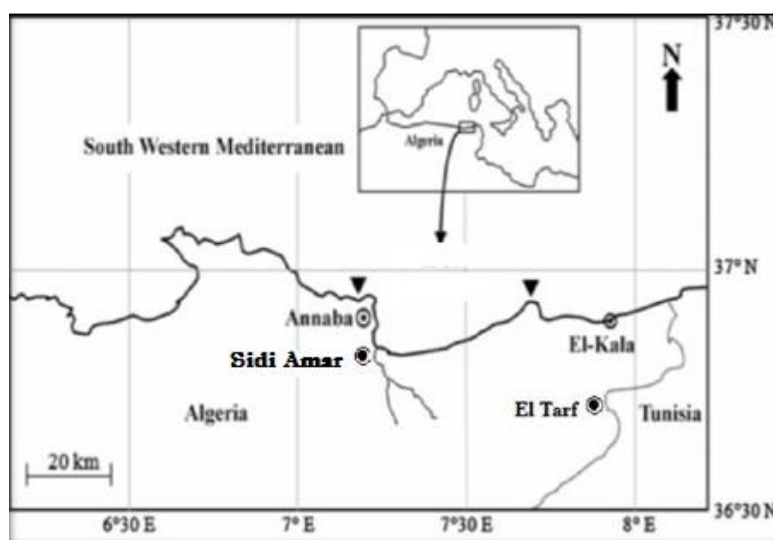 37°30 N
N
South Western Mediterranean
Algeria
37° N
Annaba
El-Kala
Sidi Amar
El Tarf
Algeria
Tunisia
20 km
36°30 N
6°30 E
7° E
7°30 E
8° E